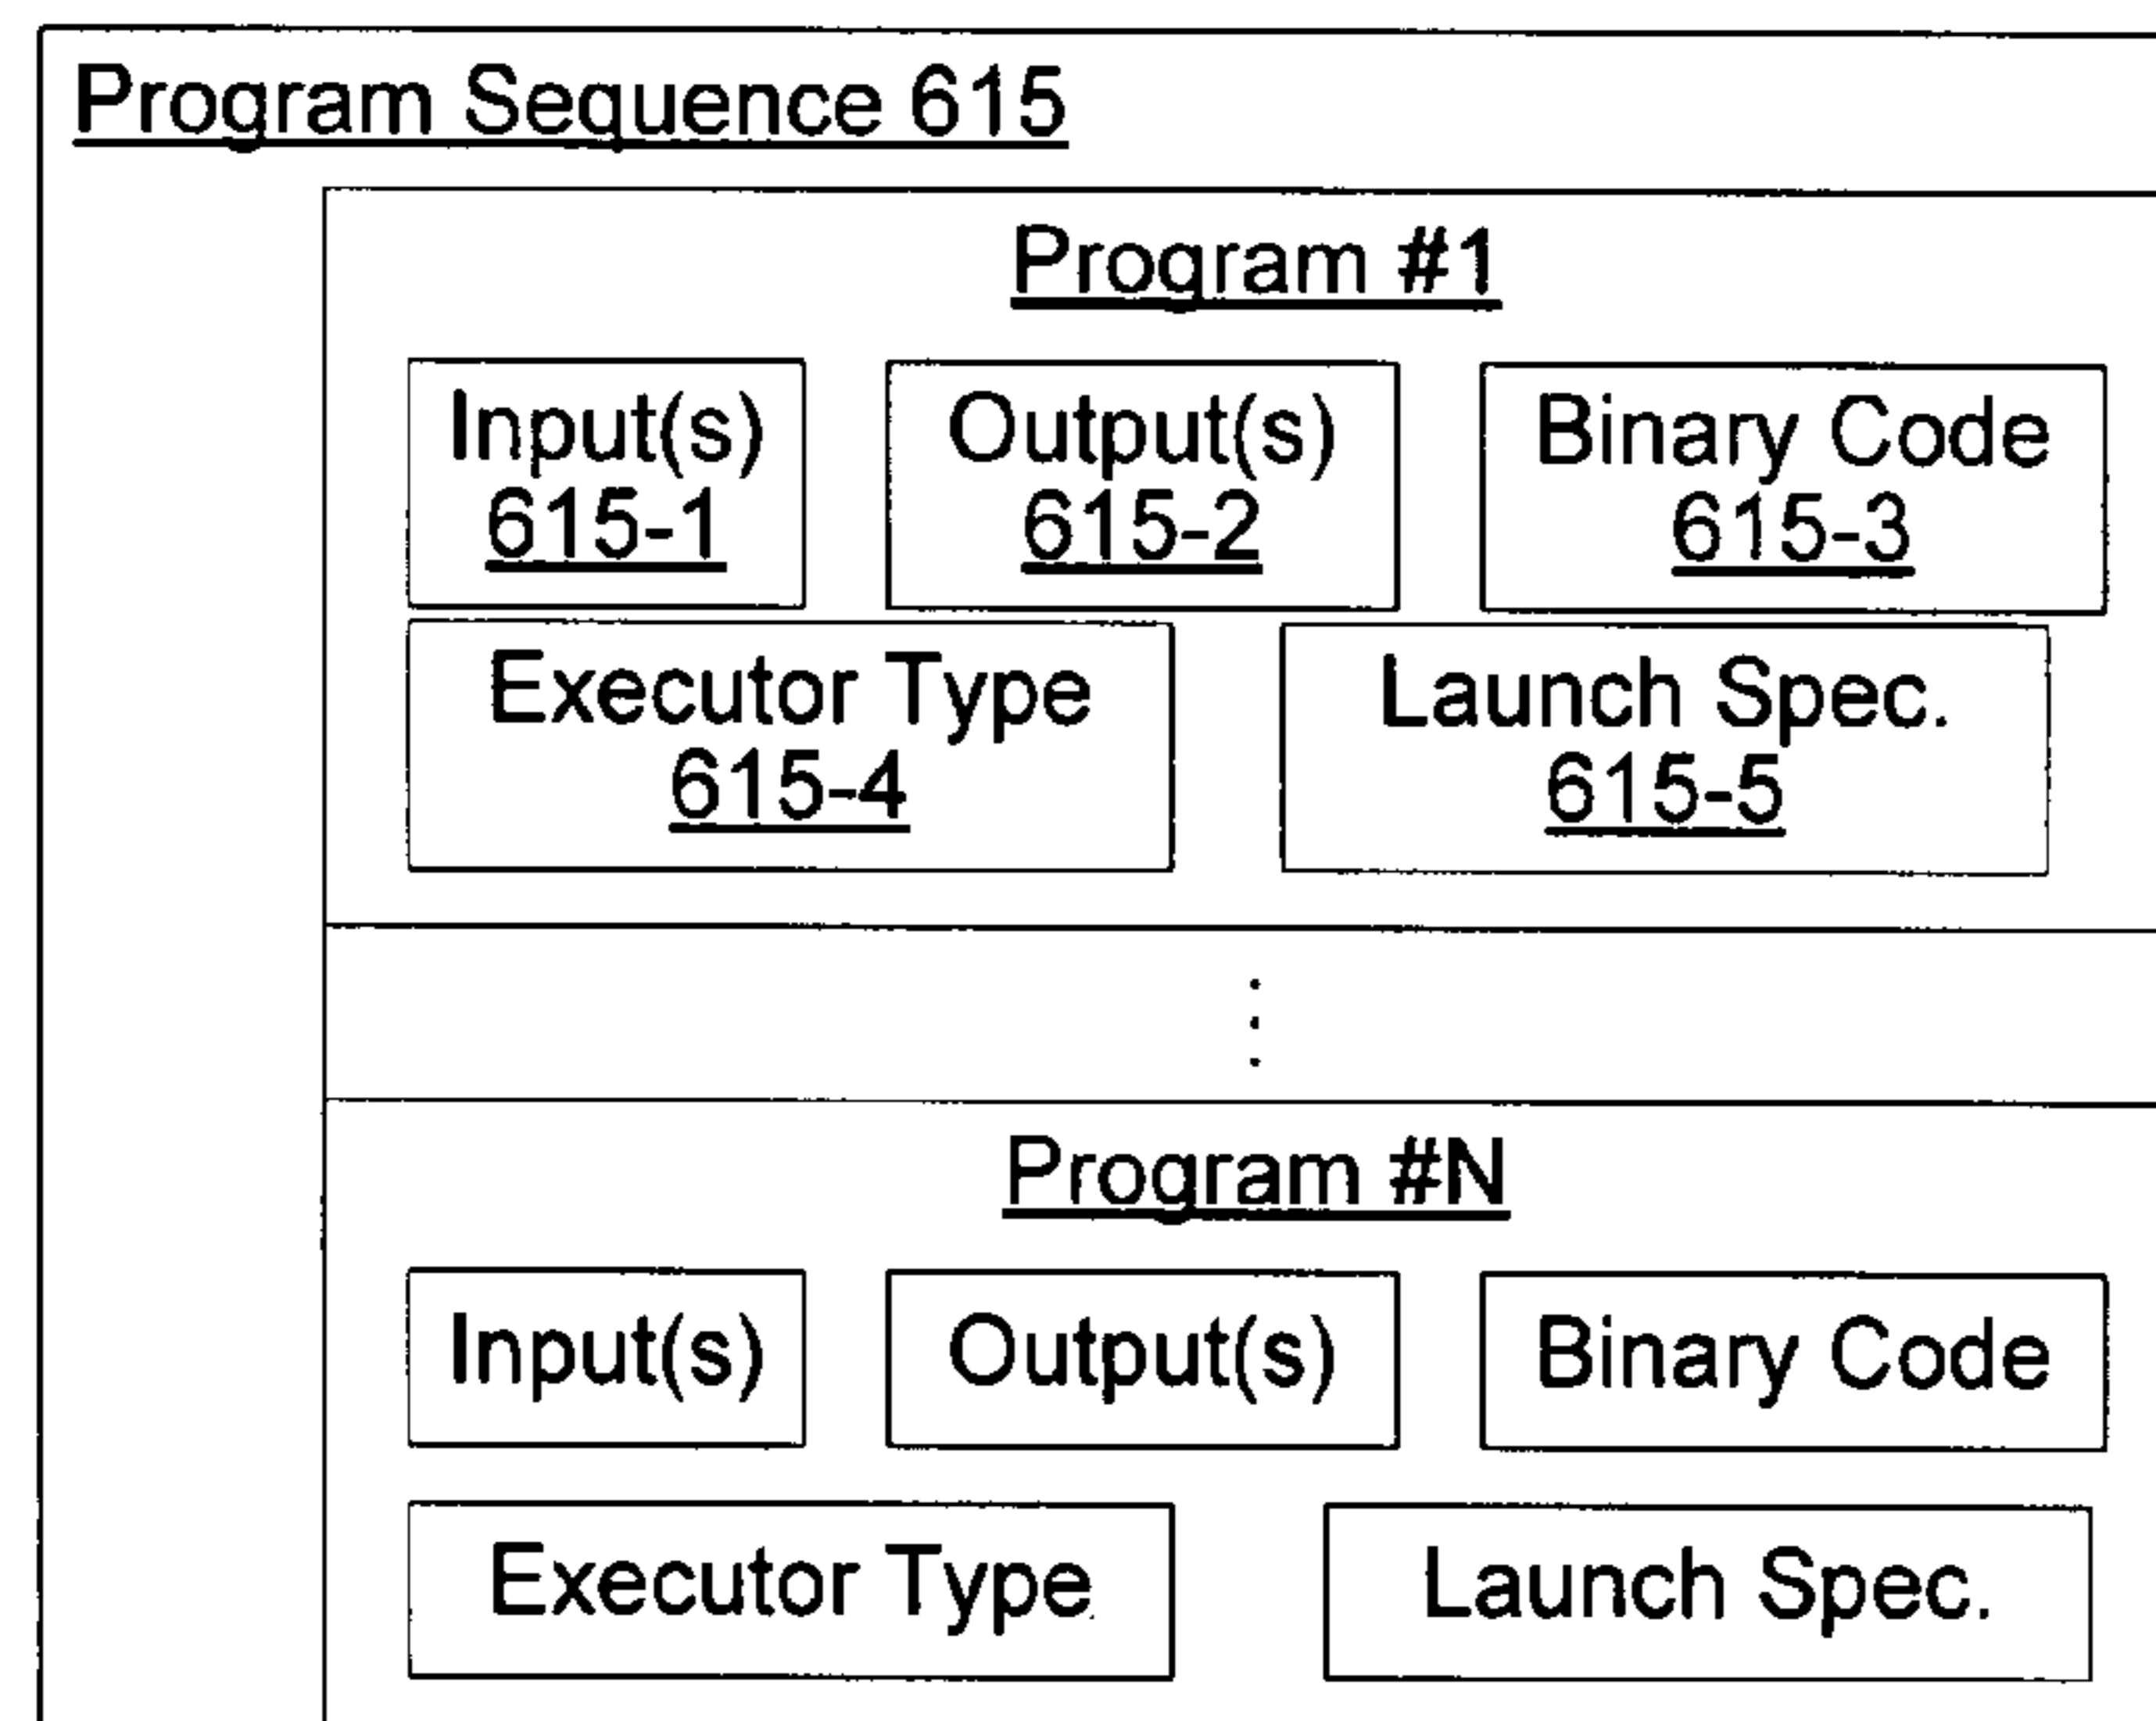 Program Sequence 615
Program #1
Input(s)
615-1
Output(s)
615-2
Binary Code
615-3
Executor Type
615-4
Launch Spec.
615-5
Program #N
Input(s)
Output(s)
Binary Code
Executor Type
Launch Spec.